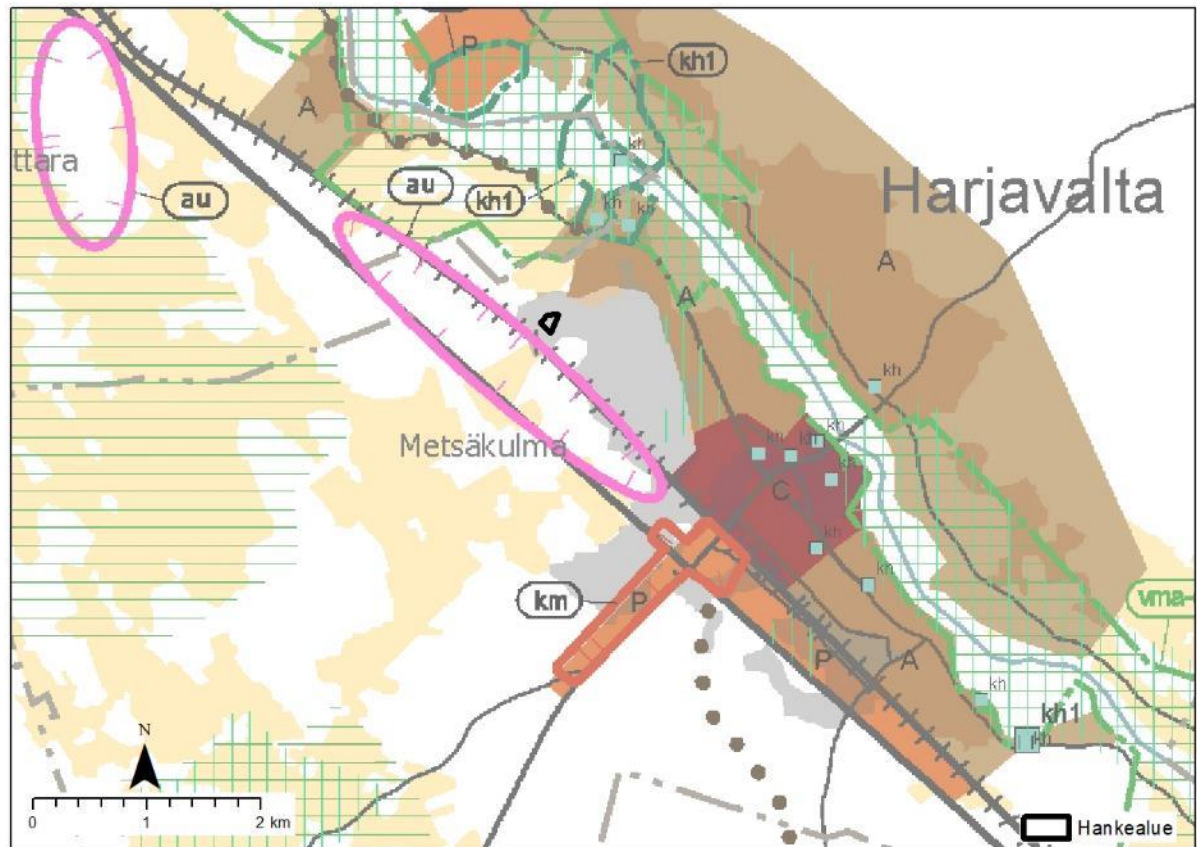 P
kh1
A
kh
Harjavalta
ttara
au
au
kh1
kh
kh
A
A
kh
Metsäkulma
kh
kh
kh
kh
C
kh
km
P
kh
vma-
P
A
kh
kh1
kh
N
0 1 2 km
P
Hankealue